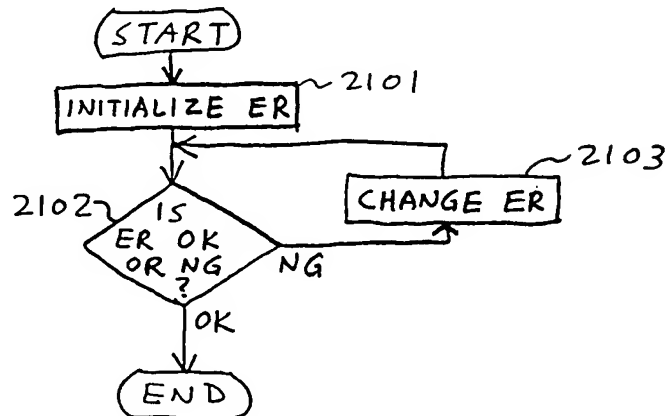 START
2101
INITIALIZE ER
2103
CHANGE ER
2102
IS
ER OK
OR NG
?
NG
OK
END